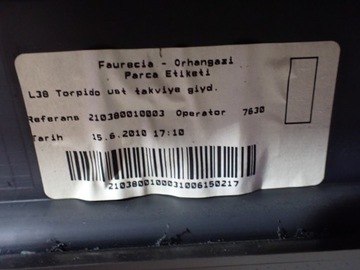 Faurecia - Orhangazi
Parca Etiketi
L38 Torpido ust takviye giyd.
Referans 210380010003 Operator 7630
Tarih 15.6.2010 17:10
2103800100031006150217